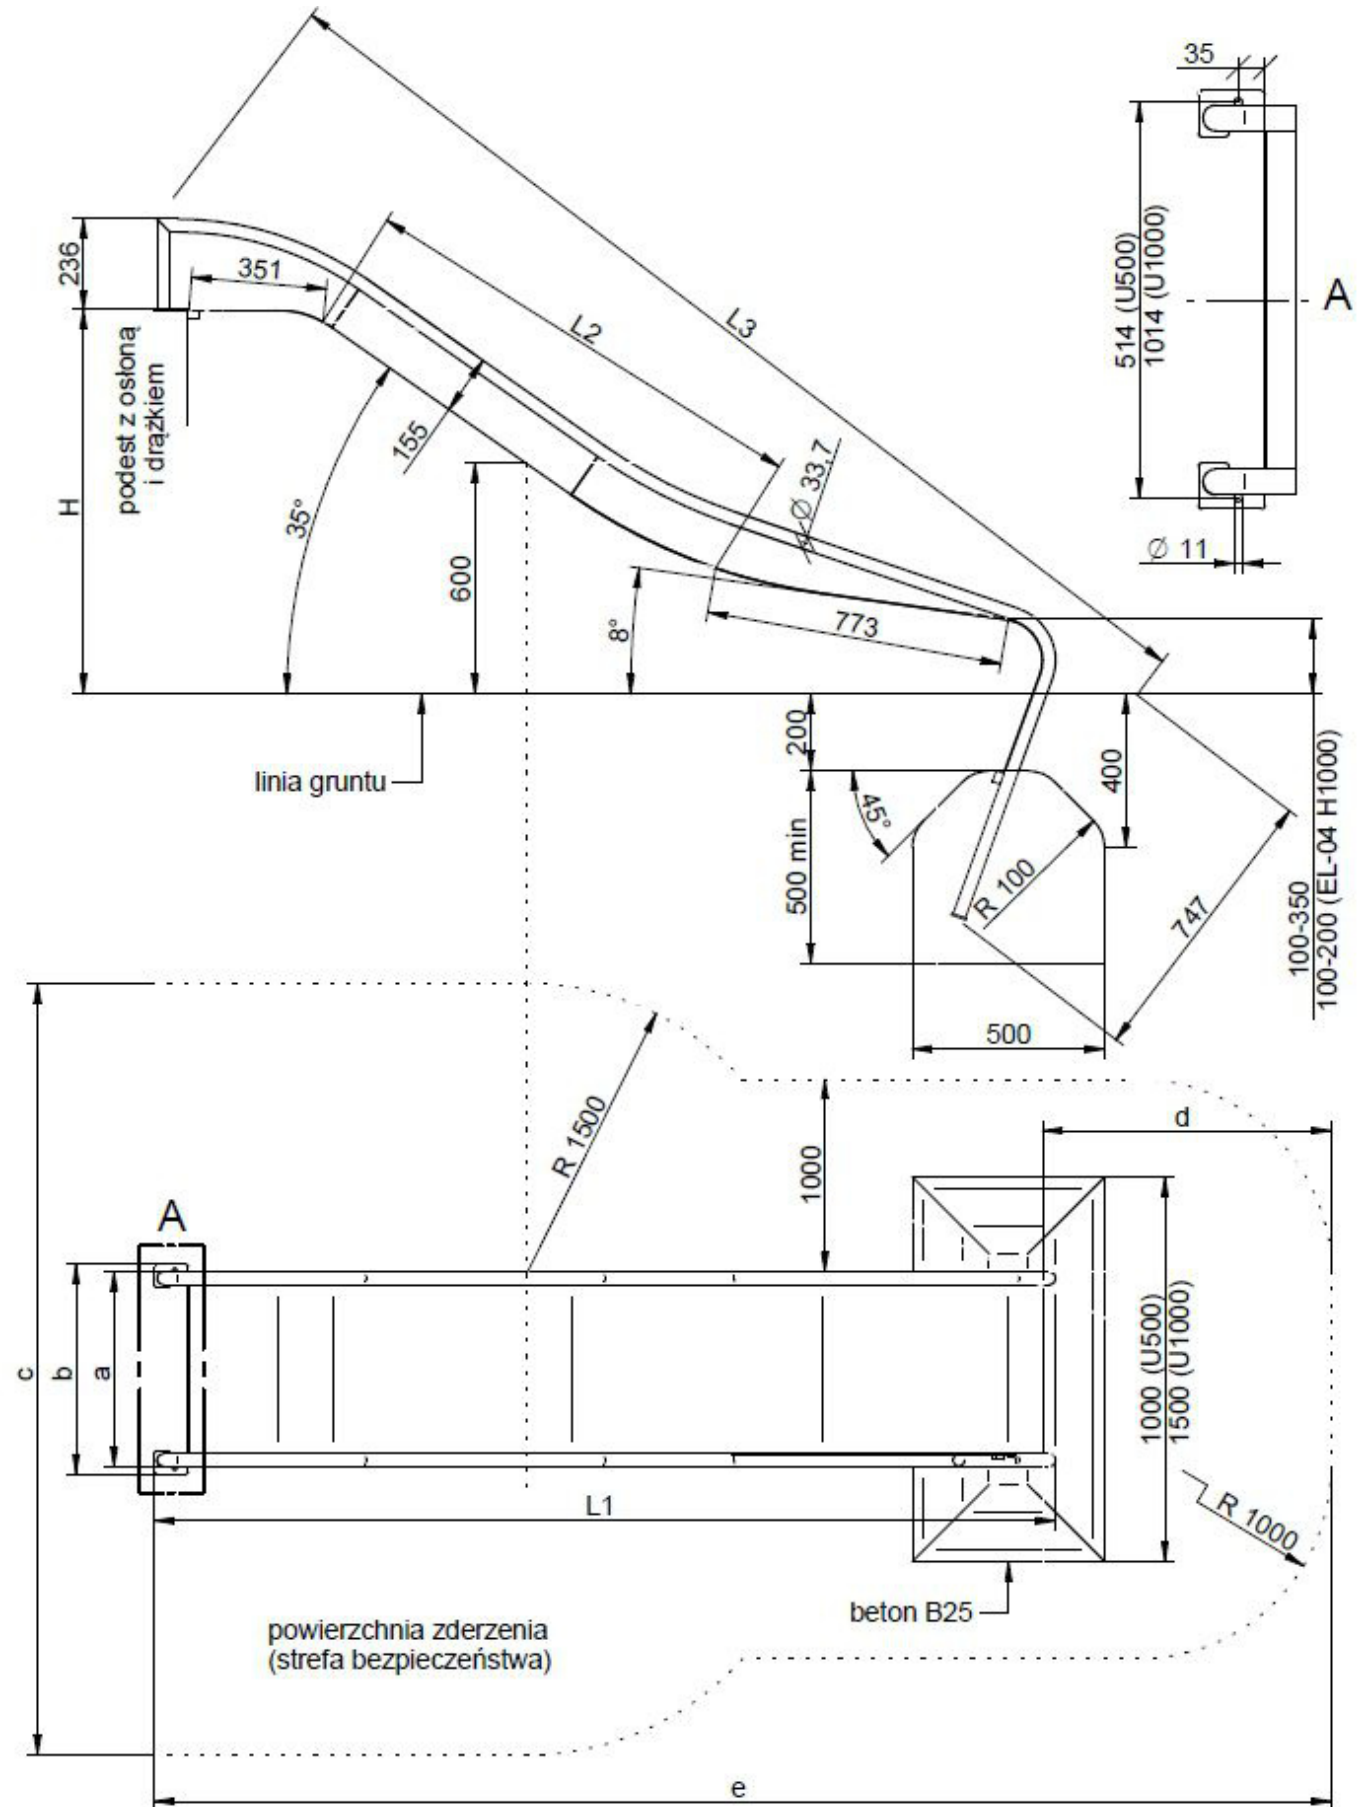 35
514 (U500)
1014 (U1000)
A
Ø 11
236
351
L2
L3
podest z osłoną
i drążkiem
155
Ø 33,7
H
35°
600
8°
773
linia gruntu
200
400
45°
500 min
R 100
747
100-350
100-200 (EL-04 H1000)
500
R 1500
1000
d
A
c
b
a
1000 (U500)
1500 (U1000)
L1
R 1000
beton B25
powierzchnia zderzenia
(strefa bezpieczeństwa)
e